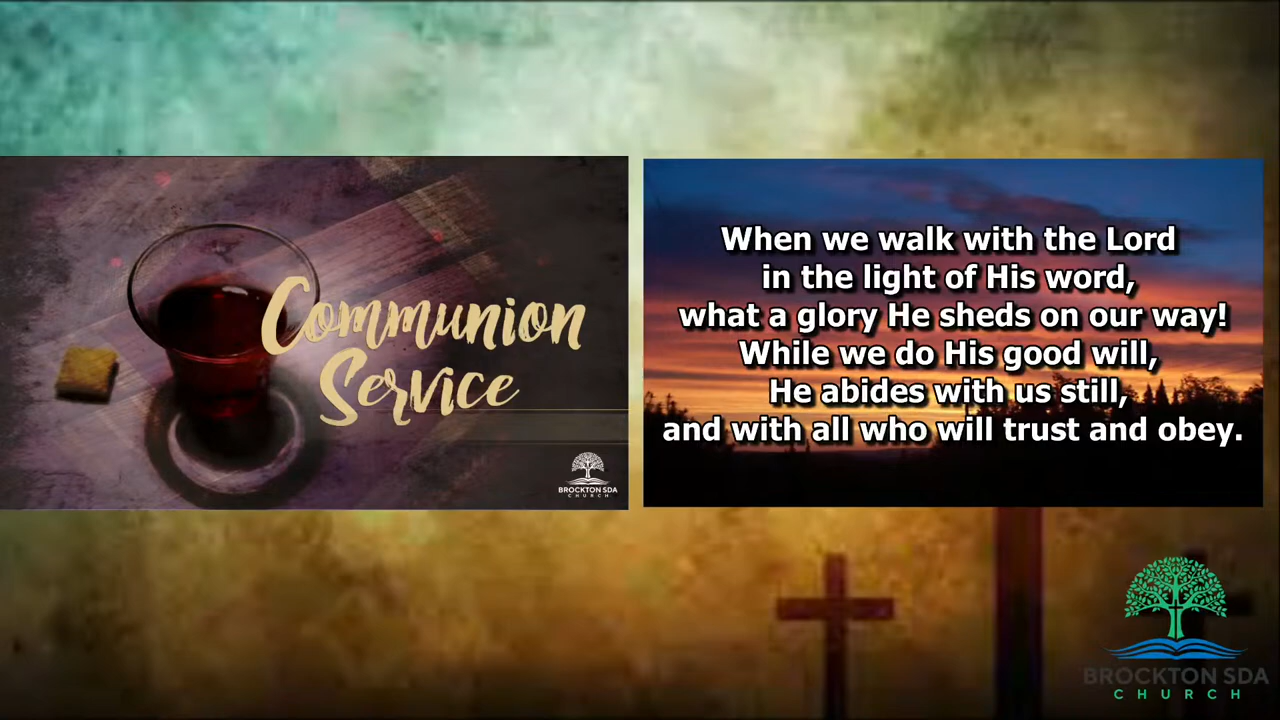 Communion
Service
BROCKTON SDA
CHURCH
When we walk with the Lord
in the light of His word,
what a glory He sheds on our way!
While we do His good will,
He abides with us still,
and with all who will trust and obey.
BROCKTON SDA
CHURCH